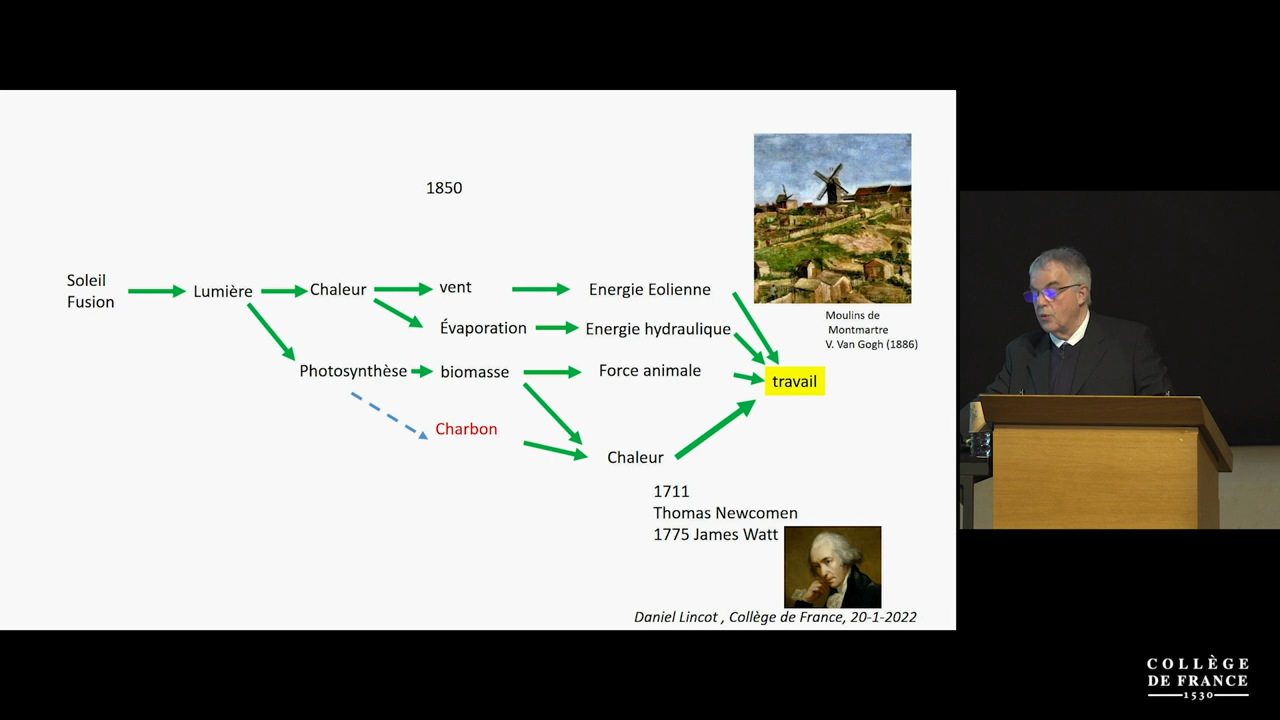 1850
Soleil
Fusion
Lumière
Chaleur
vent
Energie Eolienne
Évaporation
Energie hydraulique
Moulins de
Montmartre
V. Van Gogh (1886)
Photosynthèse
biomasse
Force animale
travail
Charbon
Chaleur
1711
Thomas Newcomen
1775 James Watt
Daniel Lincot , Collège de France, 20-1-2022
COLLÈGE
DE FRANCE
1530